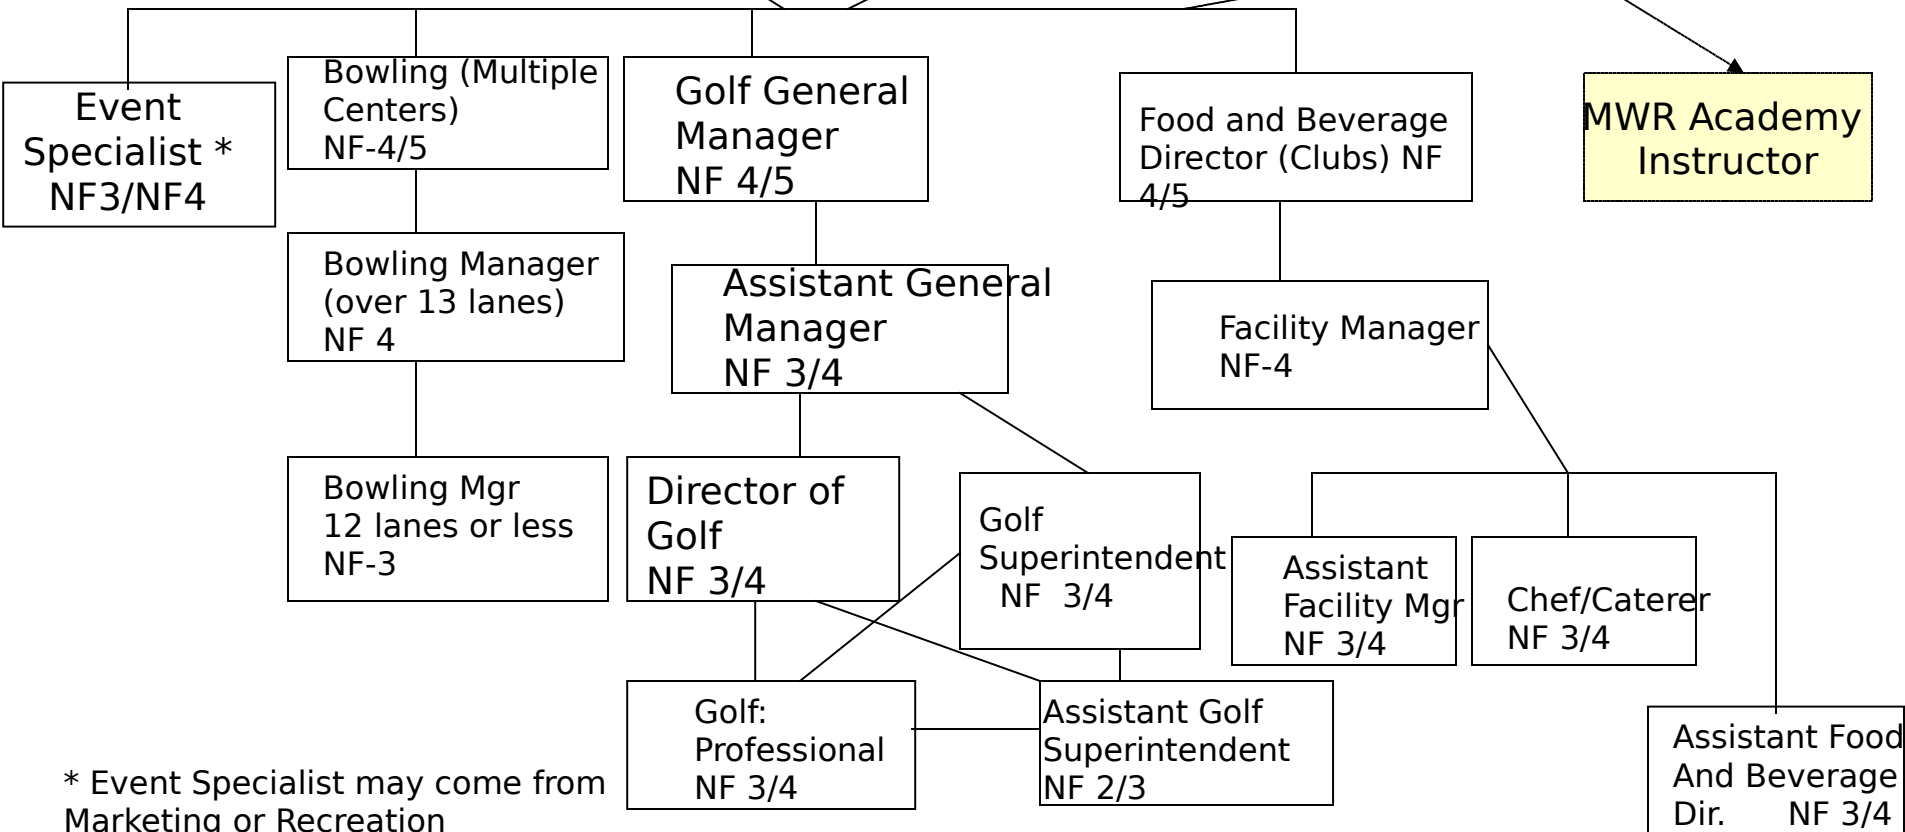 Event
Specialist *
NF3/NF4
Bowling (Multiple
Centers)
NF-4/5
Golf General
Manager
NF 4/5
Food and Beverage
Director (Clubs) NF
4/5
MWR Academy
Instructor
Bowling Manager
(over 13 lanes)
NF 4
Assistant General
Manager
NF 3/4
Facility Manager
NF-4
Bowling Mgr
12 lanes or less
NF-3
Director of
Golf
NF 3/4
Golf
Superintendent
NF 3/4
Assistant
Facility Mgr
NF 3/4
Chef/Caterer
NF 3/4
Golf:
Professional
NF 3/4
Assistant Golf
Superintendent
NF 2/3
Assistant Food
And Beverage
Dir. NF 3/4
* Event Specialist may come from
Marketing or Recreation